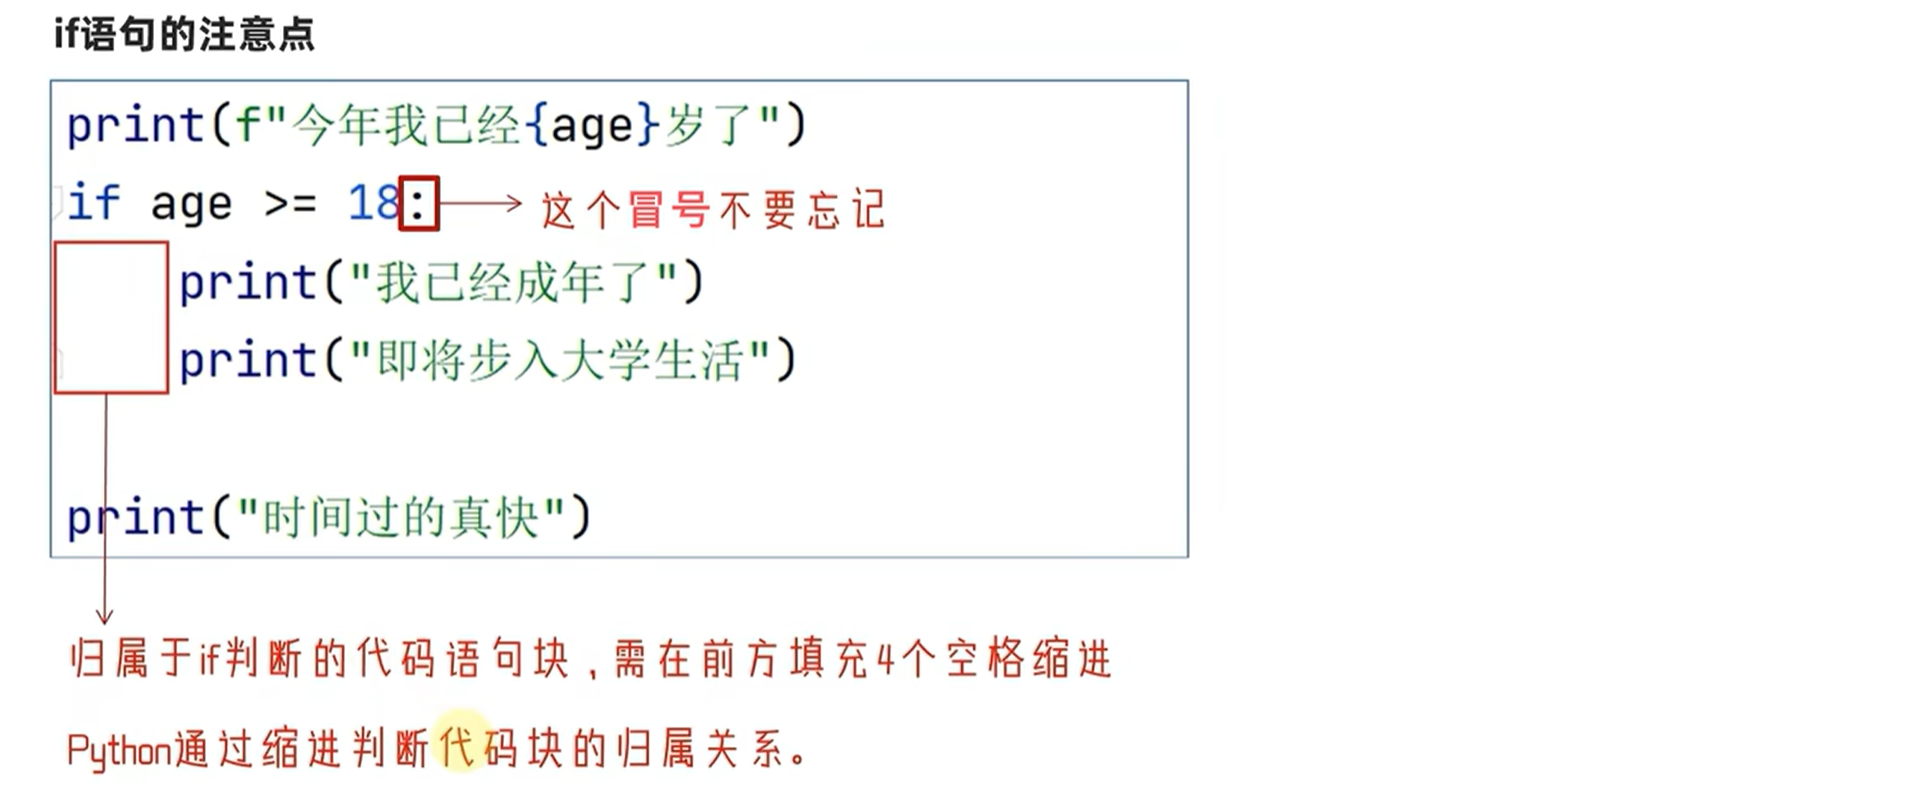 if语句的注意点
print(f"今年我已经{age}岁了")
if age >= 18: 这个冒号不要忘记
print("我已经成年了")
print("即将步入大学生活")
print("时间过的真快")
归属于if判断的代码语句块,需在前方填充4个空格缩进
Python通过缩进判断代码块的归属关系。